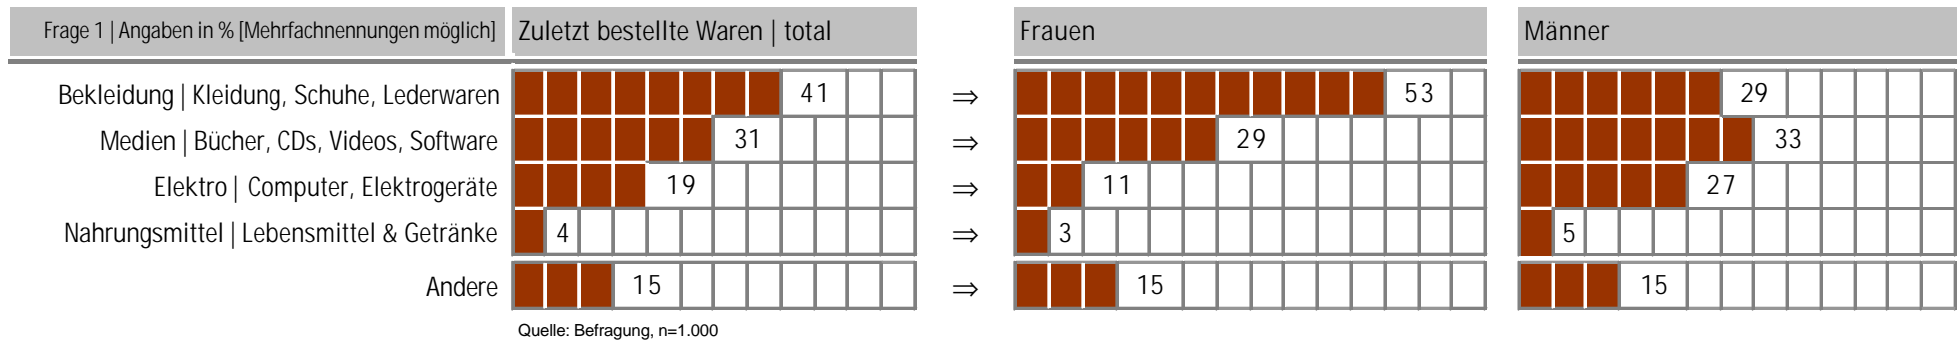 Frage 1 | Angaben in % [Mehrfachnennungen möglich] Zuletzt bestellte Waren | total Frauen Männer
Bekleidung | Kleidung, Schuhe, Lederwaren 41 ⇒ 53 29
Medien | Bücher, CDs, Videos, Software 31 ⇒ 29 33
Elektro | Computer, Elektrogeräte 19 ⇒ 11 27
Nahrungsmittel | Lebensmittel & Getränke 4 ⇒ 3 5
Andere 15 ⇒ 15 15
Quelle: Befragung, n=1.000